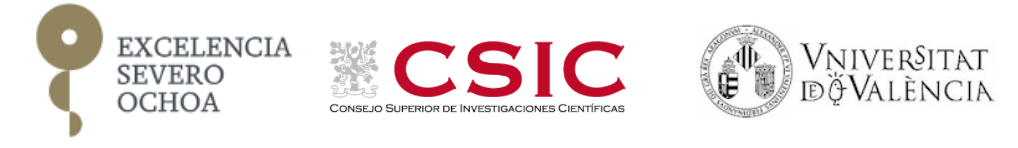 EXCELENCIA
SEVERO
OCHOA
CSIC
CONSEJO SUPERIOR DE INVESTIGACIONES CIENTÍFICAS
VNIVERSITAT
DE VALÈNCIA